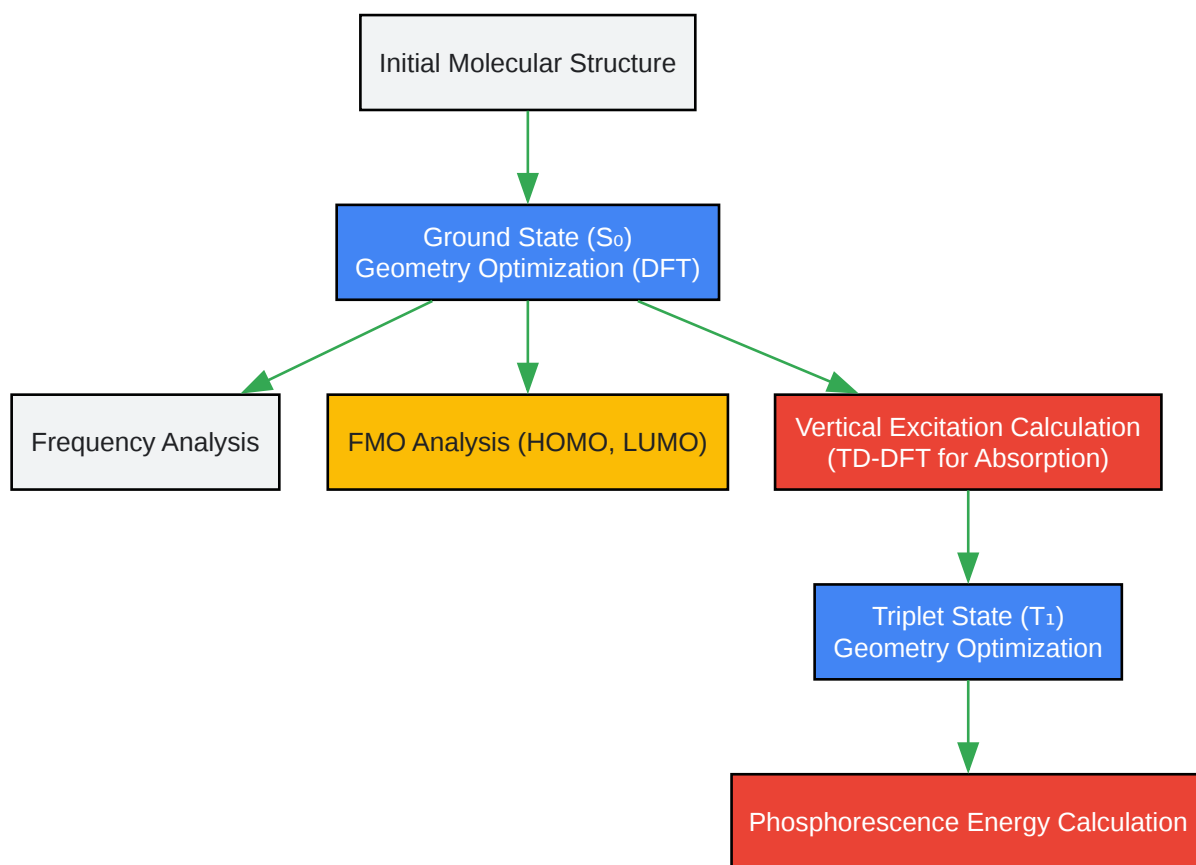 Initial Molecular Structure
Ground State (S₀)
Geometry Optimization (DFT)
Frequency Analysis
FMO Analysis (HOMO, LUMO)
Vertical Excitation Calculation
(TD-DFT for Absorption)
Triplet State (T₁)
Geometry Optimization
Phosphorescence Energy Calculation